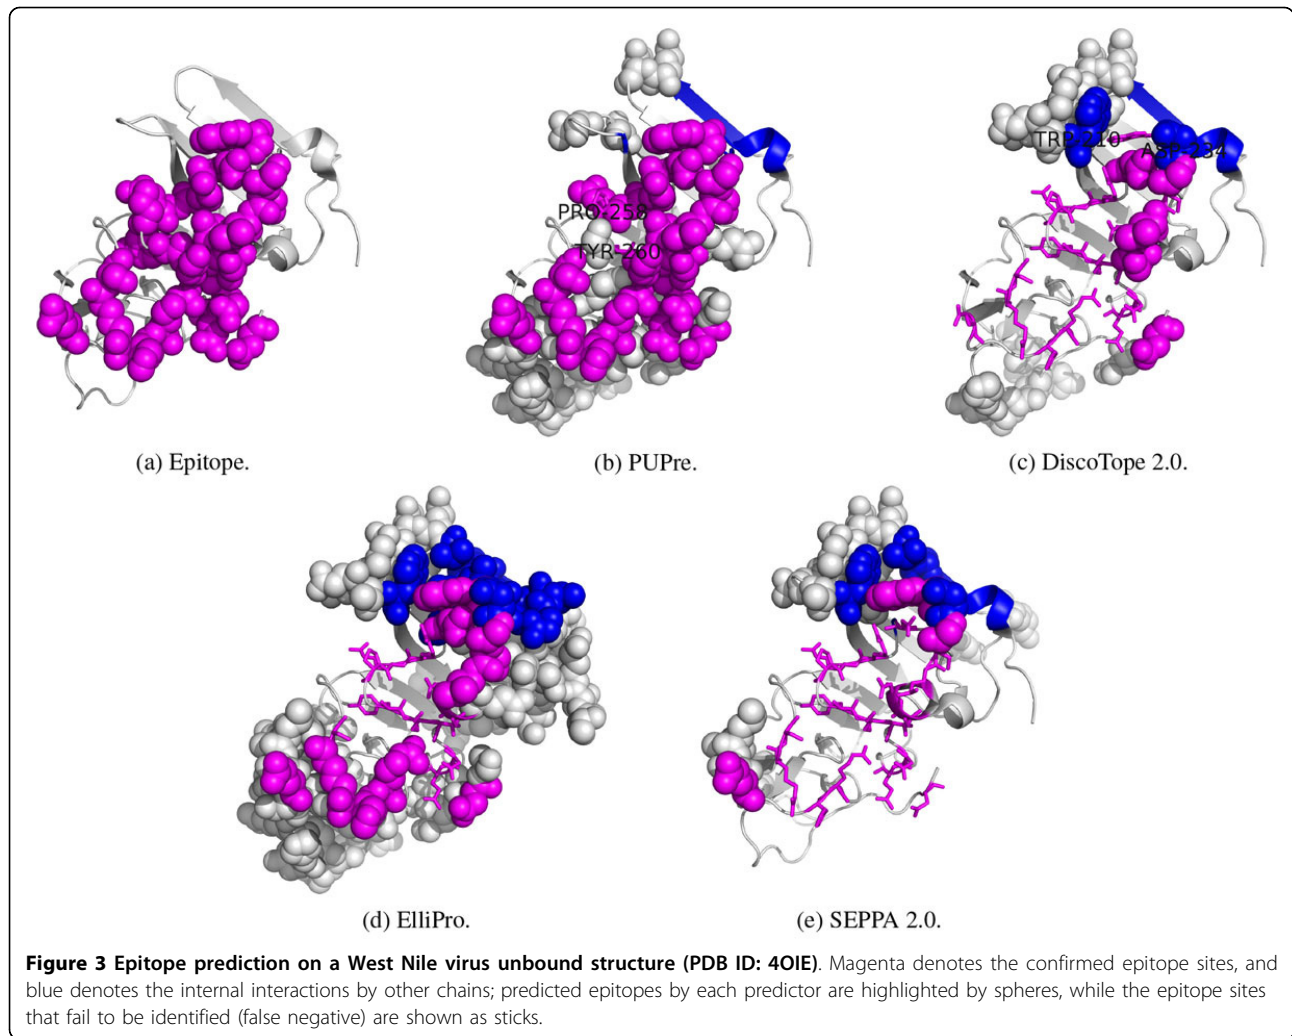 PRO-258
TYR-260
TRP-210
ASP-234
(a) Epitope.
(b) PUPre.
(c) DiscoTope 2.0.
(d) ElliPro.
(e) SEPPA 2.0.
Figure 3 Epitope prediction on a West Nile virus unbound structure (PDB ID: 4OIE). Magenta denotes the confirmed epitope sites, and
blue denotes the internal interactions by other chains; predicted epitopes by each predictor are highlighted by spheres, while the epitope sites
that fail to be identified (false negative) are shown as sticks.